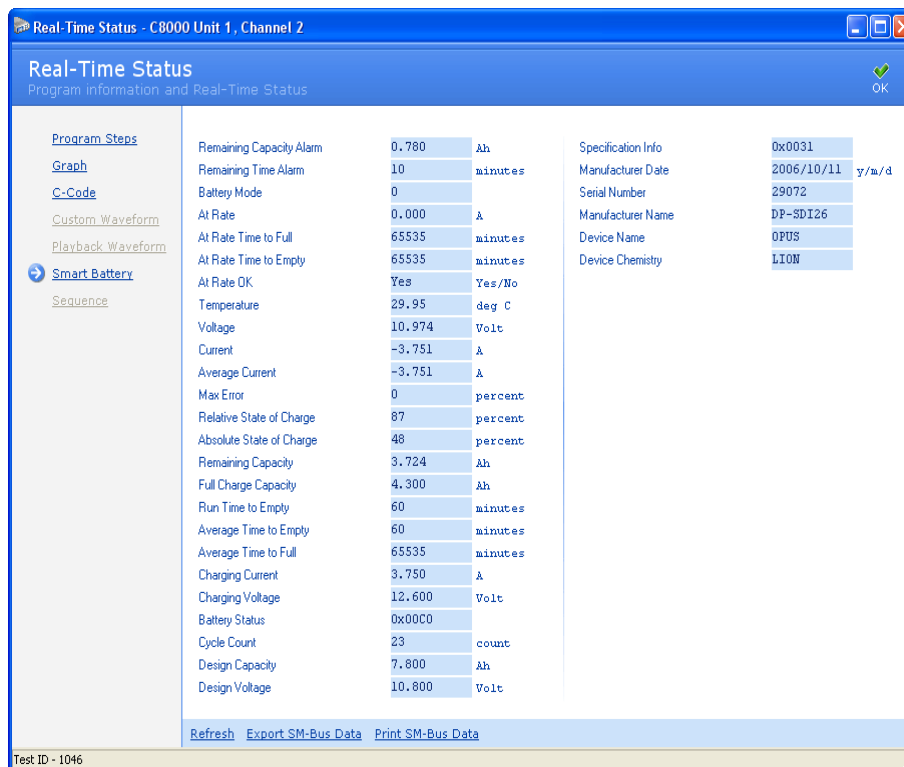 Real-Time Status - C8000 Unit 1, Channel 2
Real-Time Status
Program information and Real-Time Status
OK
Program Steps
Graph
C-Code
Custom Waveform
Playback Waveform
Smart Battery
Sequence
Remaining Capacity Alarm 0.780 Ah
Remaining Time Alarm 10 minutes
Battery Mode 0
At Rate 0.000 A
At Rate Time to Full 65535 minutes
At Rate Time to Empty 65535 minutes
At Rate OK Yes Yes/No
Temperature 29.95 deg C
Voltage 10.974 Volt
Current -3.751 A
Average Current -3.751 A
Max Error 0 percent
Relative State of Charge 87 percent
Absolute State of Charge 48 percent
Remaining Capacity 3.724 Ah
Full Charge Capacity 4.300 Ah
Run Time to Empty 60 minutes
Average Time to Empty 60 minutes
Average Time to Full 65535 minutes
Charging Current 3.750 A
Charging Voltage 12.600 Volt
Battery Status 0x00C0
Cycle Count 23 count
Design Capacity 7.800 Ah
Design Voltage 10.800 Volt
Specification Info 0x0031
Manufacturer Date 2006/10/11 y/m/d
Serial Number 29072
Manufacturer Name DP-SDI26
Device Name OPUS
Device Chemistry LION
Refresh Export SM-Bus Data Print SM-Bus Data
Test ID - 1046